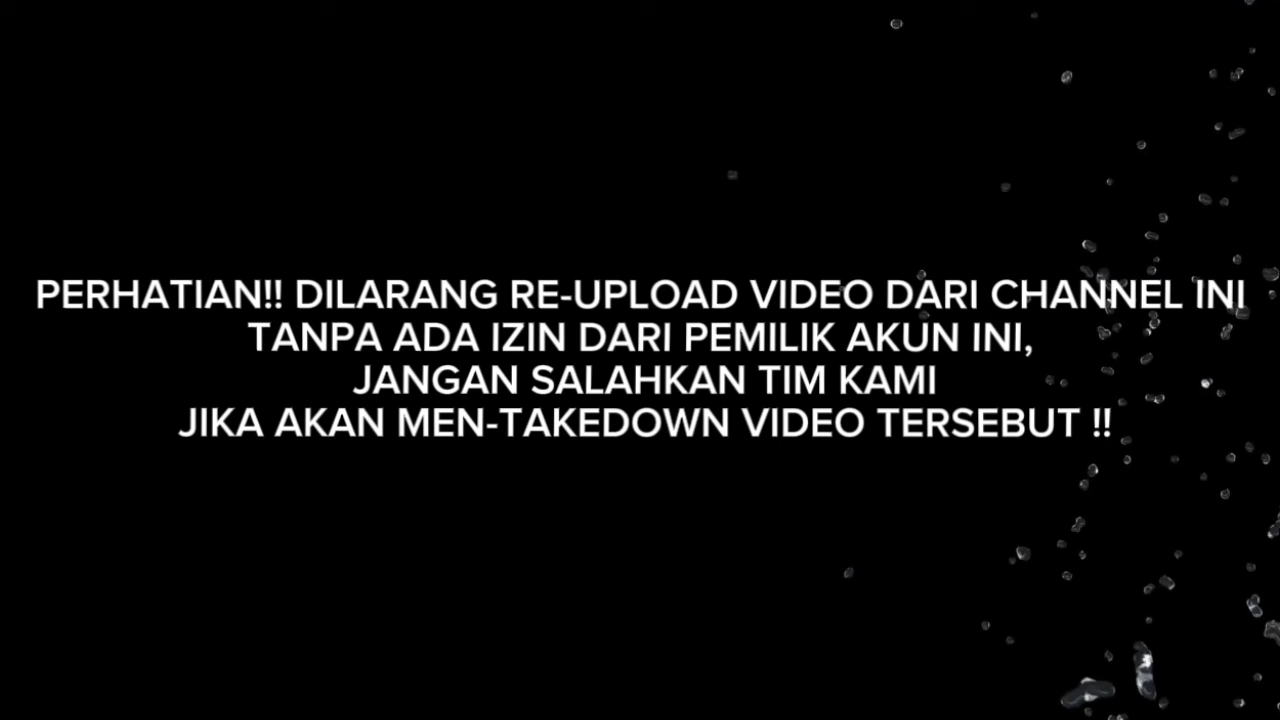 PERHATIAN!! DILARANG RE-UPLOAD VIDEO DARI CHANNEL INI
TANPA ADA IZIN DARI PEMILIK AKUN INI,
JANGAN SALAHKAN TIM KAMI
JIKA AKAN MEN-TAKEDOWN VIDEO TERSEBUT !!